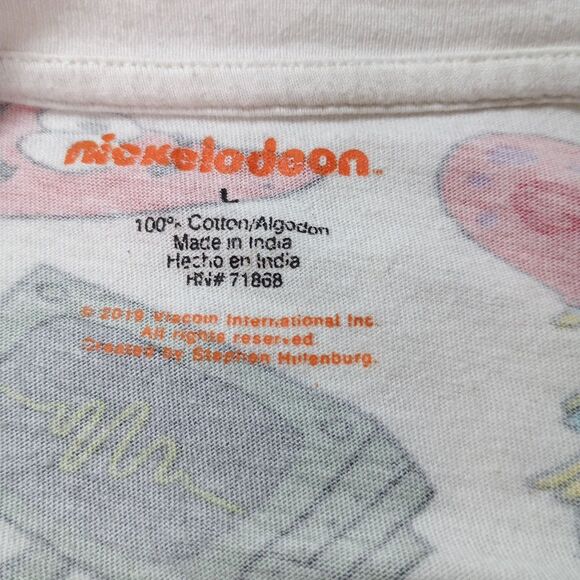 nickelodeon™
L
100% Cotton/Algodon
Made in India
Hecho en India
RN# 71868
© 2019 Viacom International Inc.
All rights reserved
Created by Stephen Hillenburg.